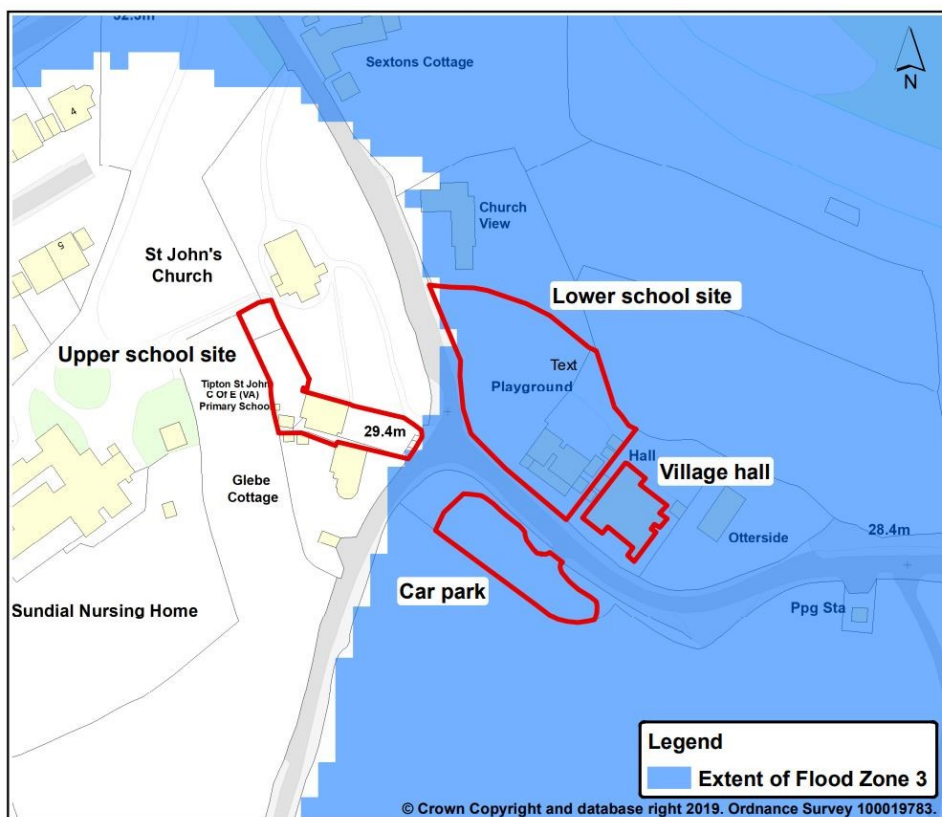 32.9m
Sextons Cottage
N
4
Church
View
5
St John's
Church
Lower school site
Upper school site
Text
Playground
Tipton St John
C Of E (VA)
Primary School
29.4m
Hall
Village hall
Glebe
Cottage
Otterside
28.4m
Car park
Sundial Nursing Home
Ppg Sta
Legend
Extent of Flood Zone 3
© Crown Copyright and database right 2019. Ordnance Survey 100019783.